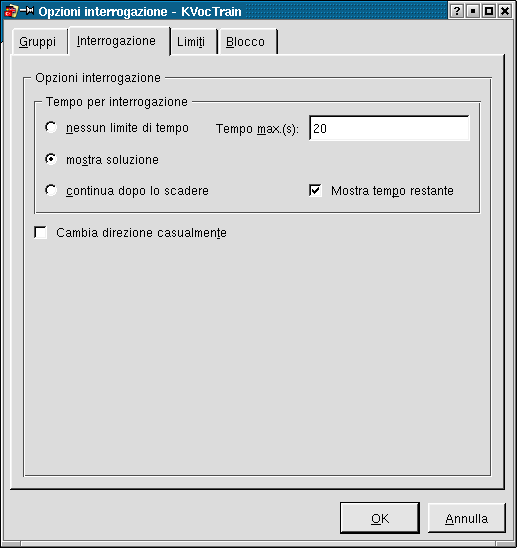 Opzioni interrogazione - KVocTrain
Gruppi Interrogazione Limiti Blocco
Opzioni interrogazione
Tempo per interrogazione
nessun limite di tempo Tempo max.(s): 20
mostra soluzione
continua dopo lo scadere Mostra tempo restante
Cambia direzione casualmente
OK Annulla